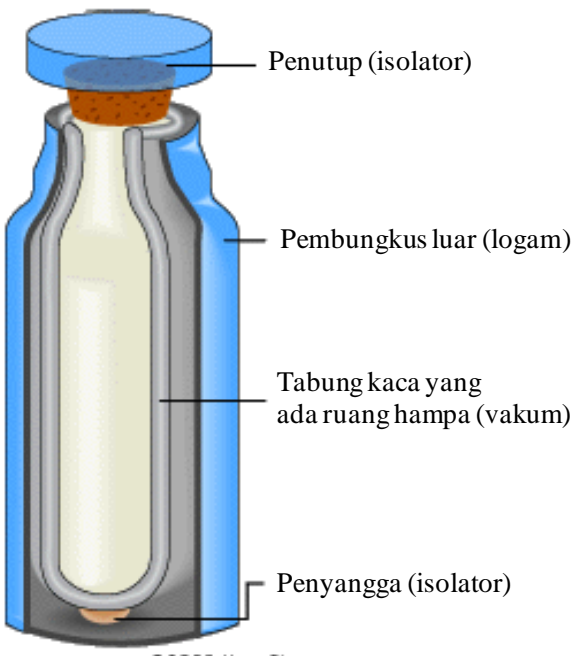 Penutup (isolator)
Pembungkus luar (logam)
Tabung kaca yang
ada ruang hampa (vakum)
Penyangga (isolator)